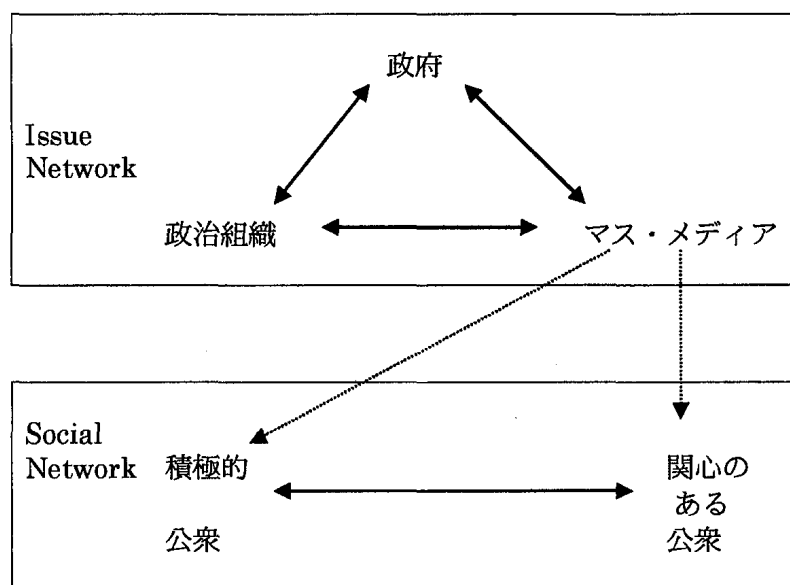 政府
Issue
Network
政治組織
マス・メディア
Social
Network
積極的
公衆
関心の
ある
公衆